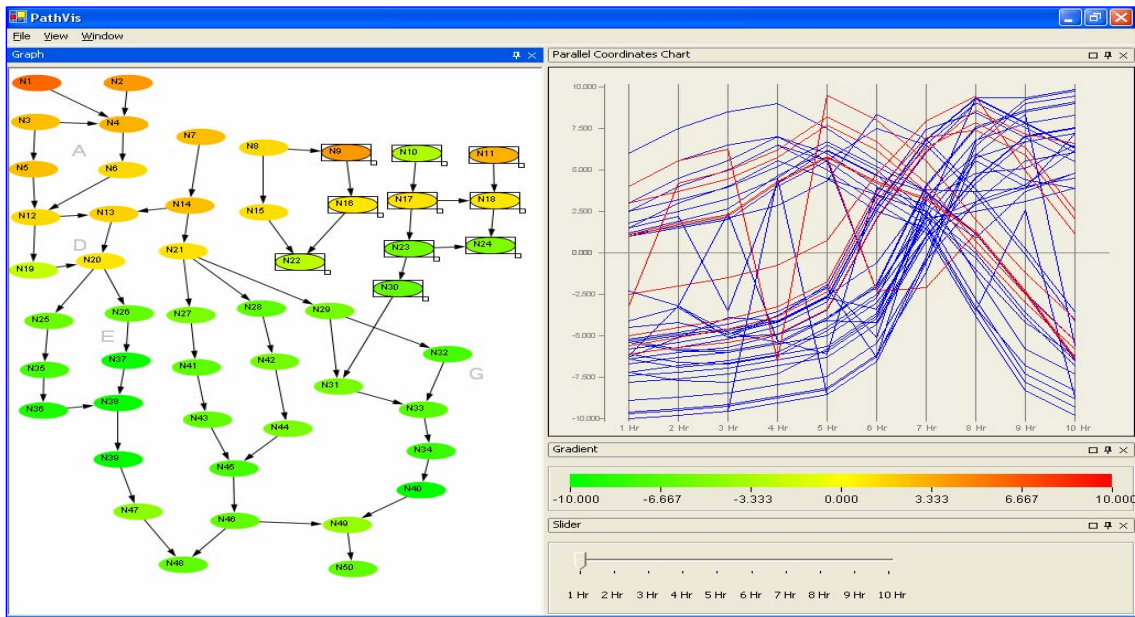 PathVis
File View Window
Graph
N1 N2
N3 N4
A
N5 N6
N7
N8 N9 N10 N11
N12 N13 N14 N15 N16 N17 N18
D
N19 N20 N21 N22 N23 N24
N30
N25 N26 N27 N28 N29
E
N35 N37 N41 N42 N31 N32
G
N36 N38 N43 N44 N33
N39 N45 N34
N40
N47 N46 N49
N48 N50
Parallel Coordinates Chart
10.000
7.500
5.000
2.500
0.000
-2.500
-5.000
-7.500
-10.000
1 Hr 2 Hr 3 Hr 4 Hr 5 Hr 6 Hr 7 Hr 8 Hr 9 Hr 10 Hr
Gradient
-10.000 -6.667 -3.333 0.000 3.333 6.667 10.000
Slider
1 Hr 2 Hr 3 Hr 4 Hr 5 Hr 6 Hr 7 Hr 8 Hr 9 Hr 10 Hr